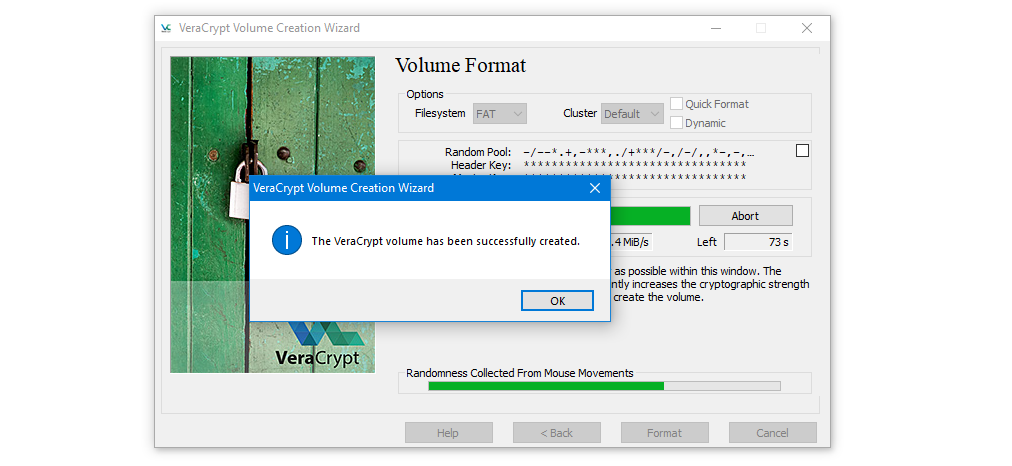 VeraCrypt Volume Creation Wizard
Volume Format
Options
Filesystem FAT Cluster Default Quick Format
Dynamic
Random Pool: -/--*.+,-***,./+***/-,/-/,,*-,-,...
Header Key: ********************************
********************************
VeraCrypt Volume Creation Wizard
The VeraCrypt volume has been successfully created.
OK
Abort
.4 MiB/s Left 73 s
as possible within this window. The
increases the cryptographic strength
create the volume.
VeraCrypt
Randomness Collected From Mouse Movements
Help < Back Format Cancel